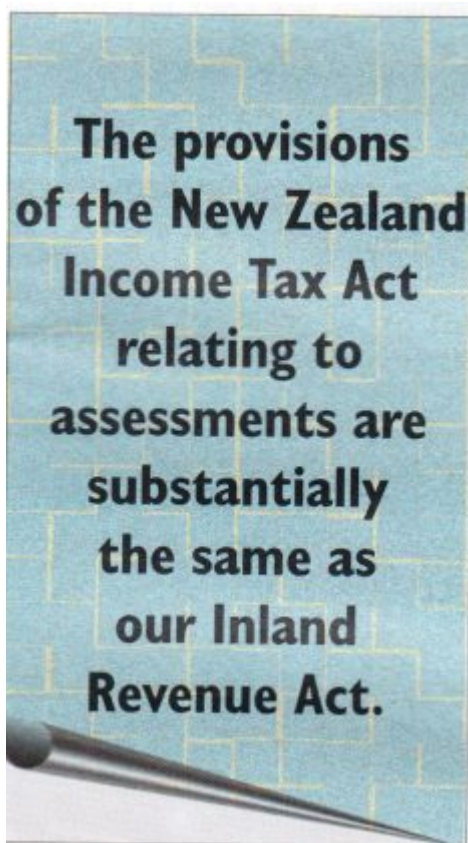 The provisions
of the New Zealand
Income Tax Act
relating to
assessments are
substantially
the same as
our Inland
Revenue Act.